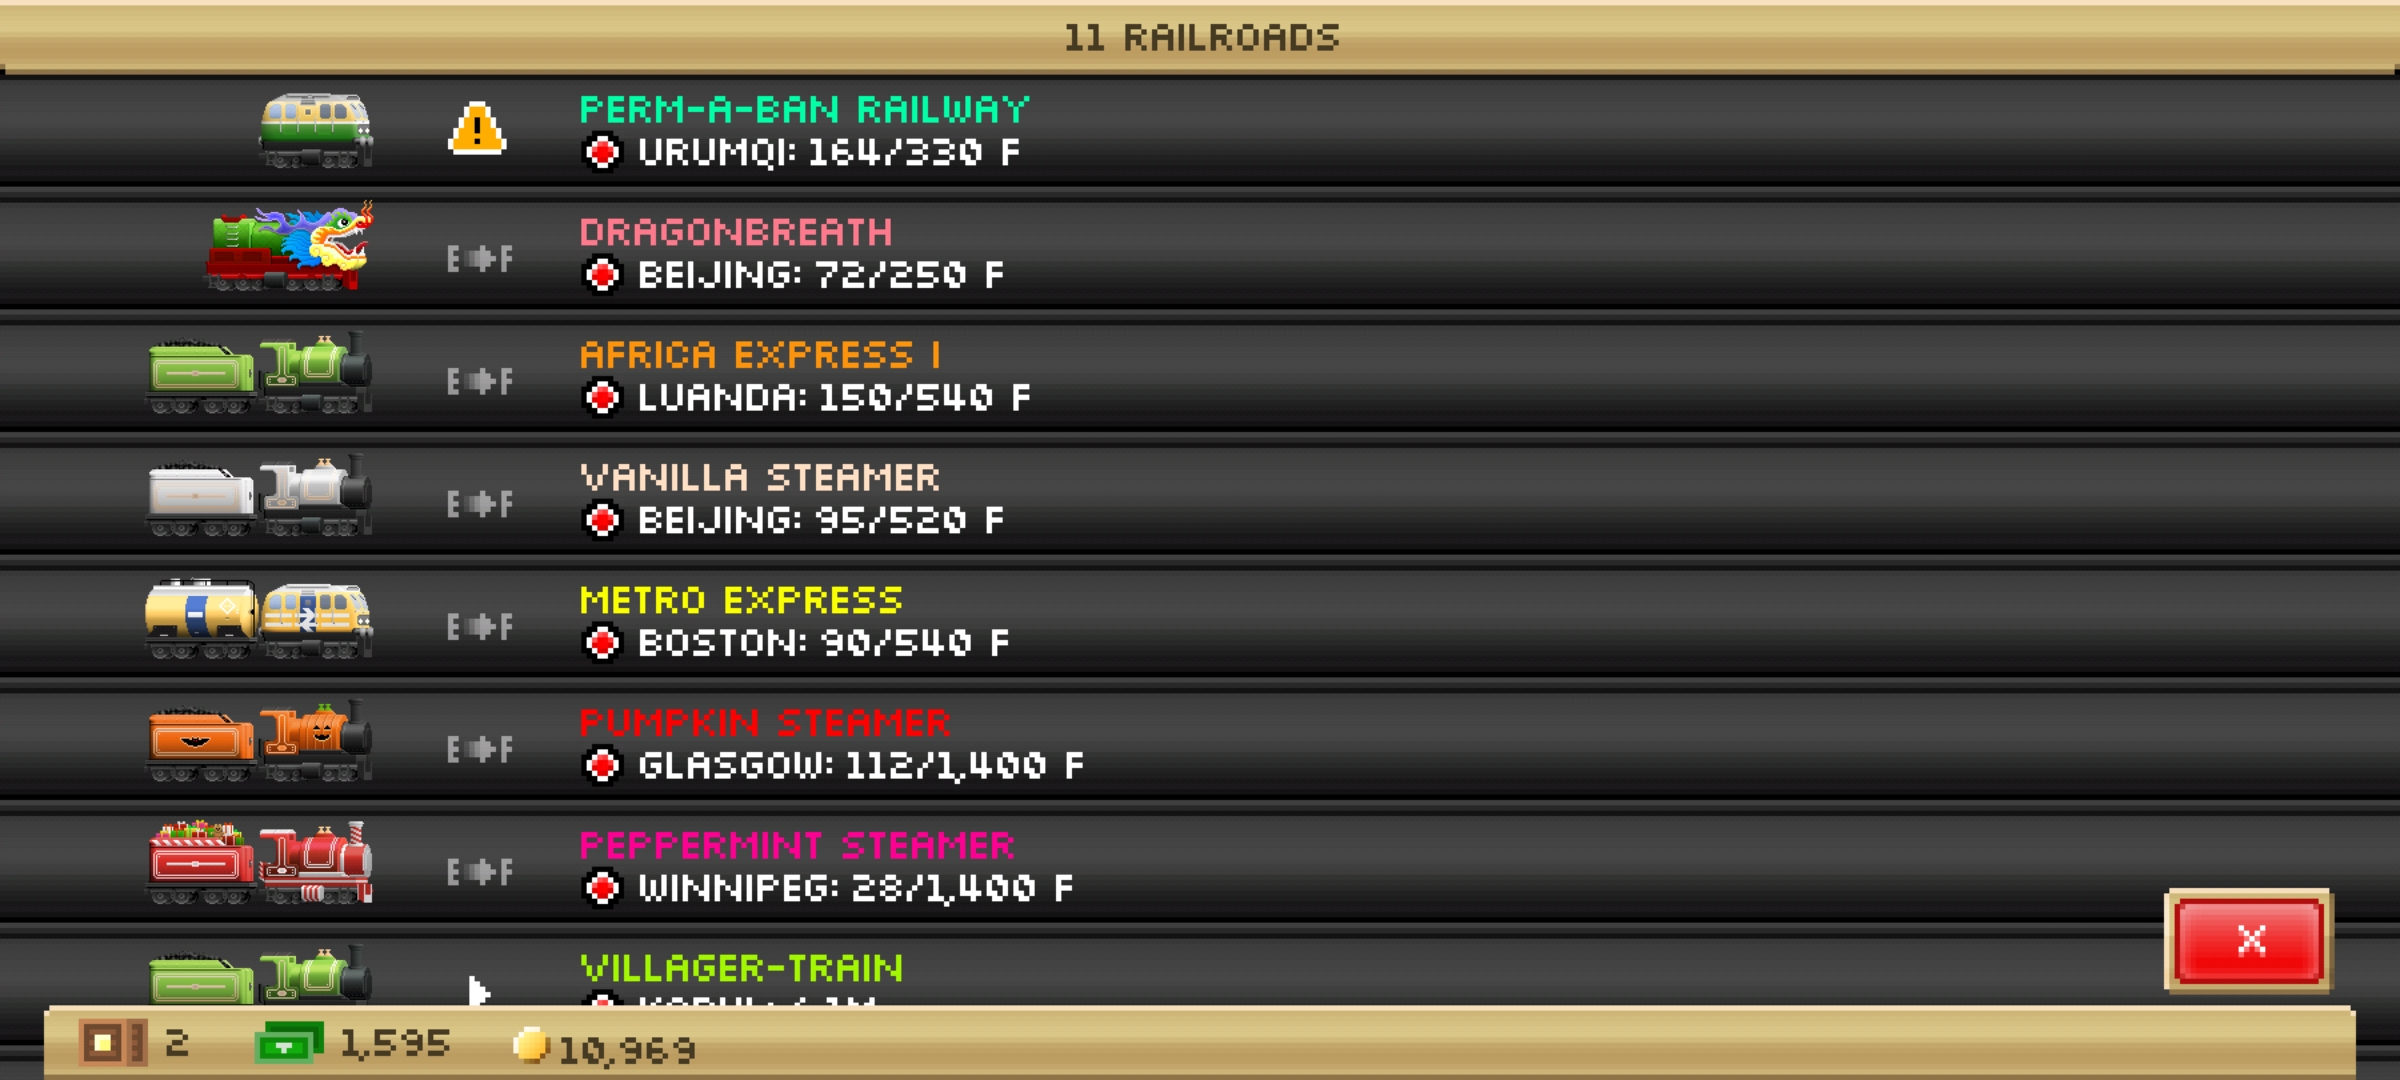 11 RAILROADS
PERM-A-BAN RAILWAY
URUMQI: 164/330 F
DRAGONBREATH
E F
BEIJING: 72/250 F
AFRICA EXPRESS I
E F
LUANDA: 150/540 F
VANILLA STEAMER
E F
BEIJING: 95/520 F
METRO EXPRESS
E F
BOSTON: 90/540 F
PUMPKIN STEAMER
E F
GLASGOW: 112/1,400 F
PEPPERMINT STEAMER
E F
WINNIPEG: 28/1,400 F
X
VILLAGER-TRAIN
2 1,595 10,969